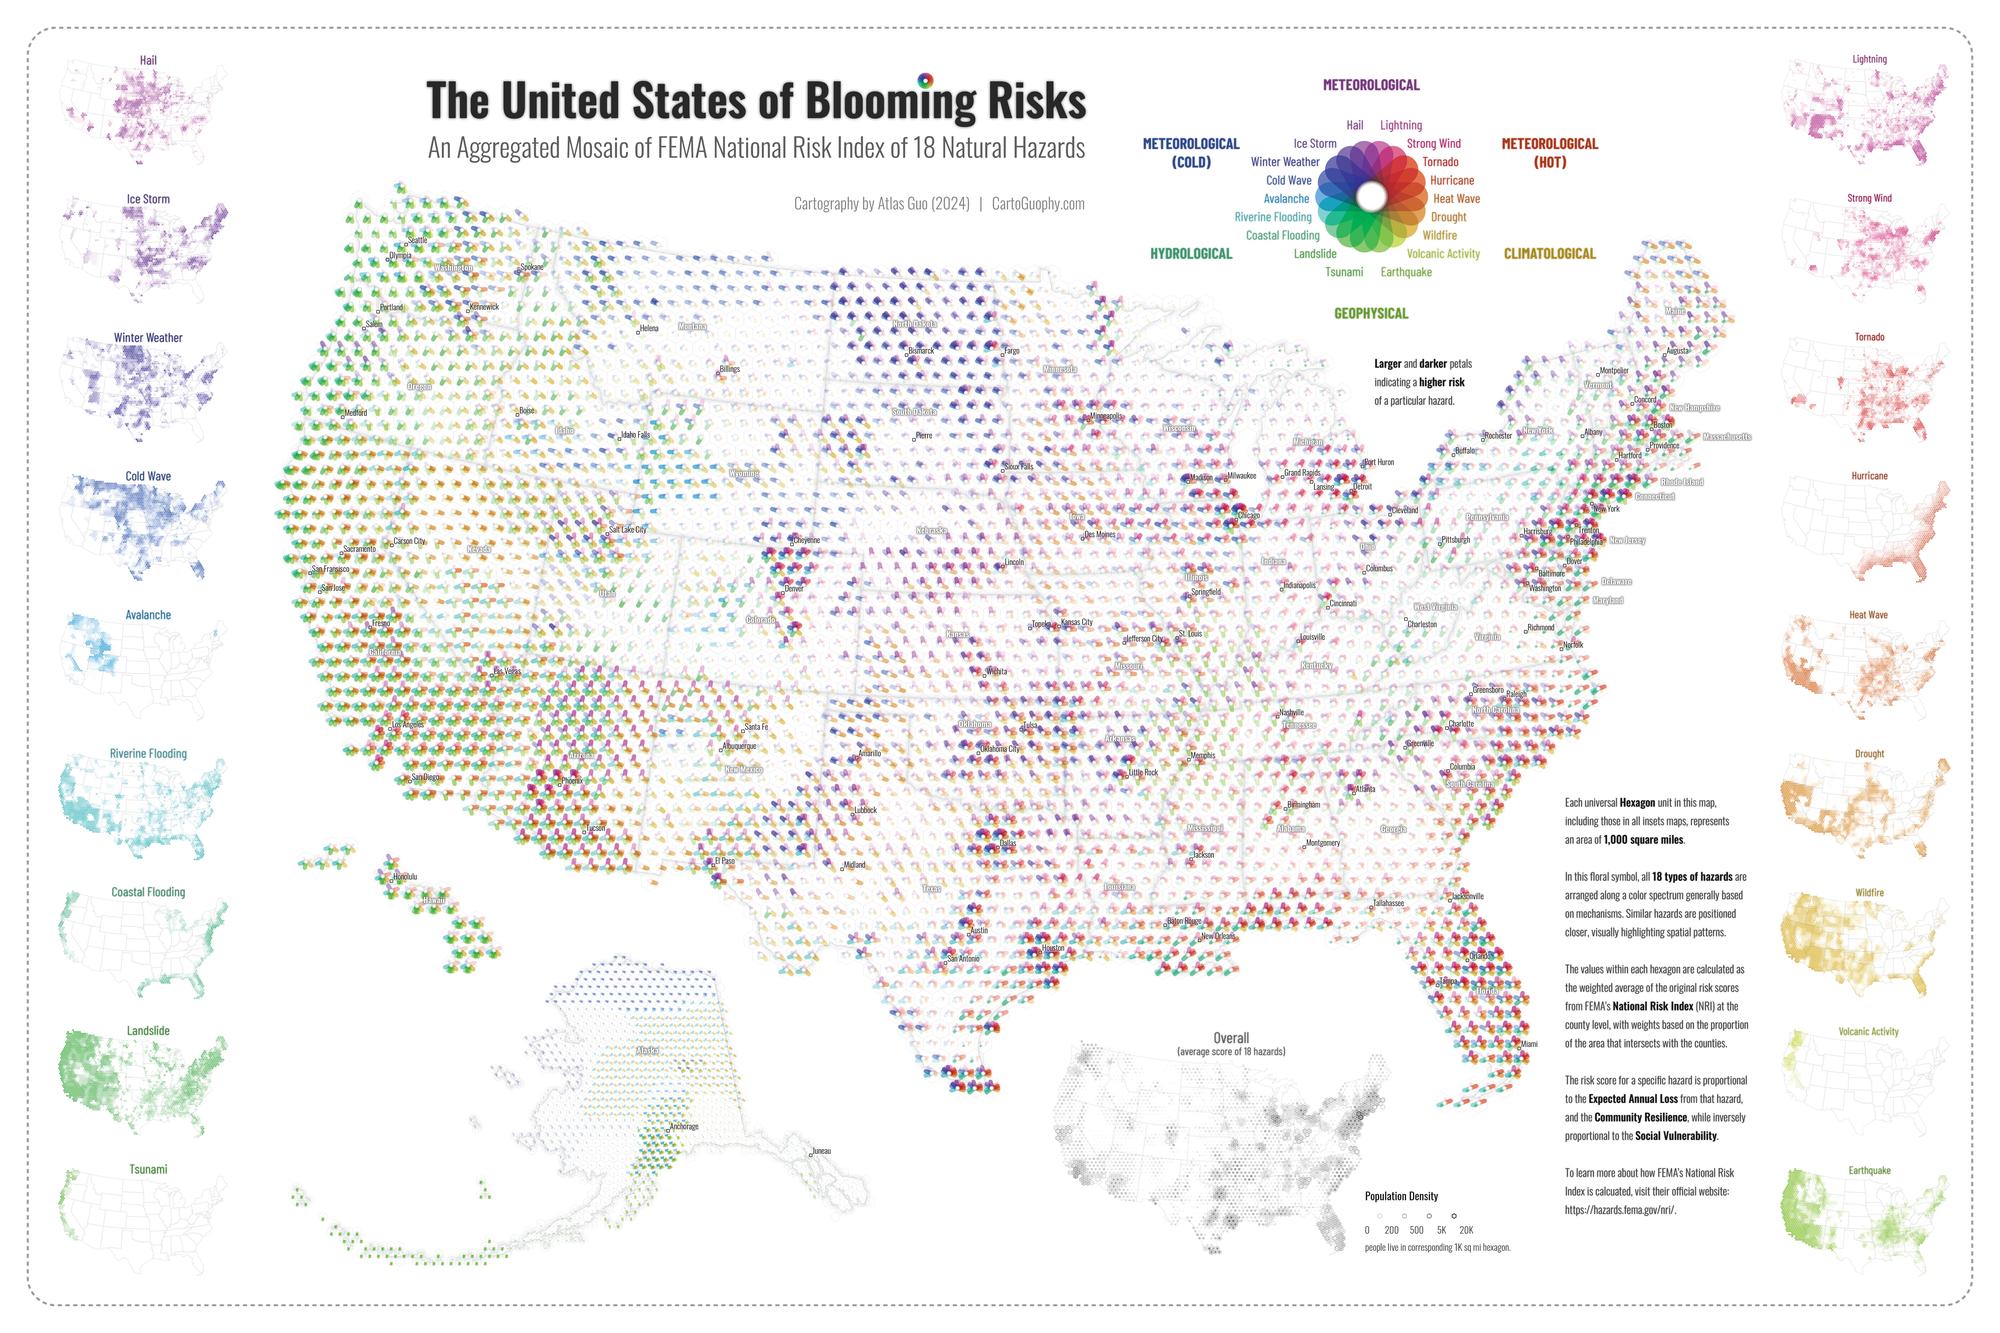 The United States of Blooming Risks
An Aggregated Mosaic of FEMA National Risk Index of 18 Natural Hazards
Cartography by Atlas Guo (2024) | CartoGuophy.com
Hail
Ice Storm
Winter Weather
Cold Wave
Avalanche
Riverine Flooding
Coastal Flooding
Landslide
Tsunami
METEOROLOGICAL
METEOROLOGICAL
(COLD)
METEOROLOGICAL
(HOT)
HYDROLOGICAL
CLIMATOLOGICAL
GEOPHYSICAL
Hail
Lightning
Ice Storm
Strong Wind
Winter Weather
Tornado
Cold Wave
Hurricane
Avalanche
Heat Wave
Riverine Flooding
Drought
Coastal Flooding
Wildfire
Landslide
Volcanic Activity
Tsunami
Earthquake
Larger and darker petals
indicating a higher risk
of a particular hazard.
Seattle
Olympia
Washington
Spokane
Portland
Salem
Kennewick
Oregon
Medford
Boise
Idaho
Idaho Falls
Helena
Montana
Billings
North Dakota
Bismarck
Fargo
Minnesota
Minneapolis
South Dakota
Pierre
Sioux Falls
Wyoming
Cheyenne
Nebraska
Lincoln
Iowa
Des Moines
Wisconsin
Madison
Milwaukee
Michigan
Grand Rapids
Lansing
Port Huron
Detroit
Chicago
Illinois
Springfield
Indiana
Indianapolis
Ohio
Cleveland
Columbus
Cincinnati
Pennsylvania
Pittsburgh
Harrisburg
Philadelphia
Trenton
New Jersey
New York
Buffalo
Rochester
Albany
New York
Montpelier
Vermont
Maine
Augusta
Concord
New Hampshire
Boston
Massachusetts
Providence
Hartford
Rhode Island
Connecticut
Dover
Delaware
Baltimore
Washington
Maryland
West Virginia
Charleston
Virginia
Richmond
Norfolk
Kentucky
Louisville
Tennessee
Nashville
Memphis
North Carolina
Greensboro
Raleigh
Charlotte
Greenville
South Carolina
Columbia
Georgia
Atlanta
Alabama
Birmingham
Montgomery
Mississippi
Jackson
Louisiana
Baton Rouge
New Orleans
Tallahassee
Jacksonville
Orlando
Tampa
Florida
Miami
Arkansas
Little Rock
Missouri
Jefferson City
St. Louis
Kansas City
Topeka
Kansas
Wichita
Oklahoma
Tulsa
Oklahoma City
Texas
Amarillo
Lubbock
Midland
Dallas
Austin
San Antonio
Houston
El Paso
New Mexico
Santa Fe
Albuquerque
Colorado
Denver
Utah
Salt Lake City
Nevada
Carson City
Las Vegas
Sacramento
San Fransisco
San Jose
Fresno
California
Los Angeles
San Diego
Arizona
Phoenix
Tucson
Honolulu
Hawaii
Alaska
Anchorage
Juneau
Overall
(average score of 18 hazards)
Population Density
0 200 500 5K 20K
people live in corresponding 1K sq mi hexagon.
Each universal Hexagon unit in this map,
including those in all insets maps, represents
an area of 1,000 square miles.
In this floral symbol, all 18 types of hazards are
arranged along a color spectrum generally based
on mechanisms. Similar hazards are positioned
closer, visually highlighting spatial patterns.
The values within each hexagon are calculated as
the weighted average of the original risk scores
from FEMA's National Risk Index (NRI) at the
county level, with weights based on the proportion
of the area that intersects with the counties.
The risk score for a specific hazard is proportional
to the Expected Annual Loss from that hazard,
and the Community Resilience, while inversely
proportional to the Social Vulnerability.
To learn more about how FEMA's National Risk
Index is calcuated, visit their official website:
https://hazards.fema.gov/nri/.
Lightning
Strong Wind
Tornado
Hurricane
Heat Wave
Drought
Wildfire
Volcanic Activity
Earthquake